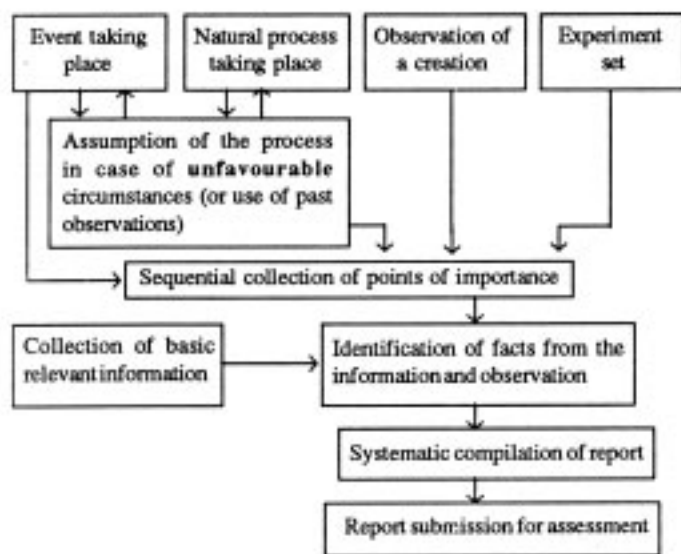 Event taking
place
Natural process
taking place
Observation of
a creation
Experiment
set
Assumption of the process
in case of unfavourable
circumstances (or use of past
observations)
Sequential collection of points of importance
Collection of basic
relevant information
Identification of facts from the
information and observation
Systematic compilation of report
Report submission for assessment